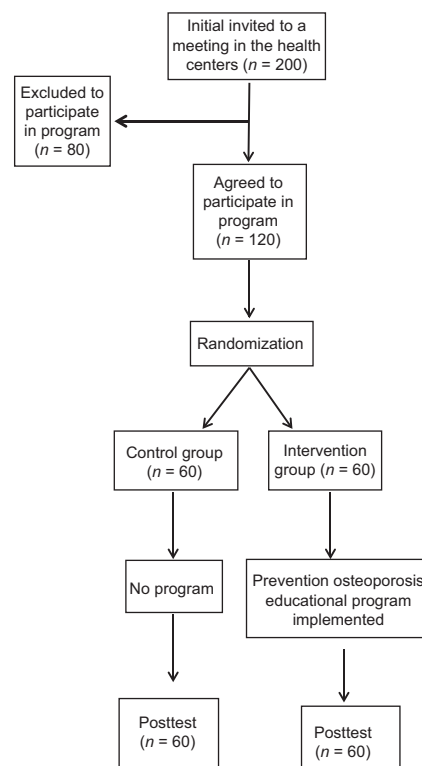 Initial invited to a
meeting in the health
centers (n = 200)
Excluded to
participate
in program
(n = 80)
Agreed to
participate in
program
(n = 120)
Randomization
Control group
(n = 60)
Intervention
group (n = 60)
No program
Prevention osteoporosis
educational program
implemented
Posttest
(n = 60)
Posttest
(n = 60)